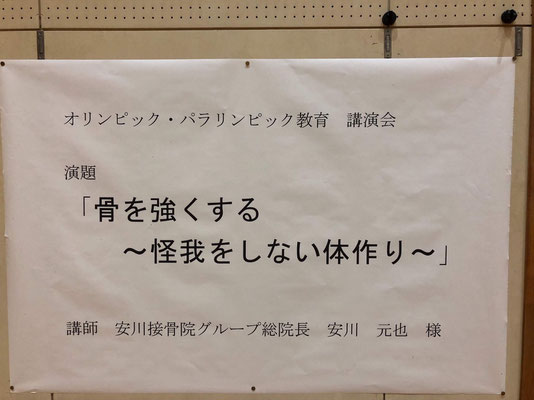 オリンピック・パラリンピック教育　講演会
演題
「骨を強くする
～怪我をしない体作り～」
講師　安川接骨院グループ総院長　安川　元也　様